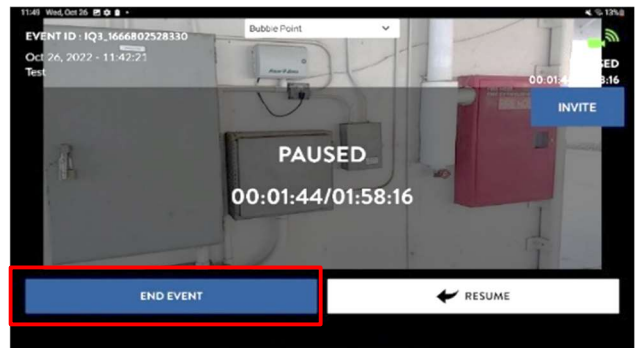 11:45 Wed, Oct 26
13%
Bubble Point
EVENT ID : IQ3_1666802528330
Oct 26, 2022 - 11:42:21
Test
INVITE
PAUSED
00:01:44/01:58:16
END EVENT
RESUME